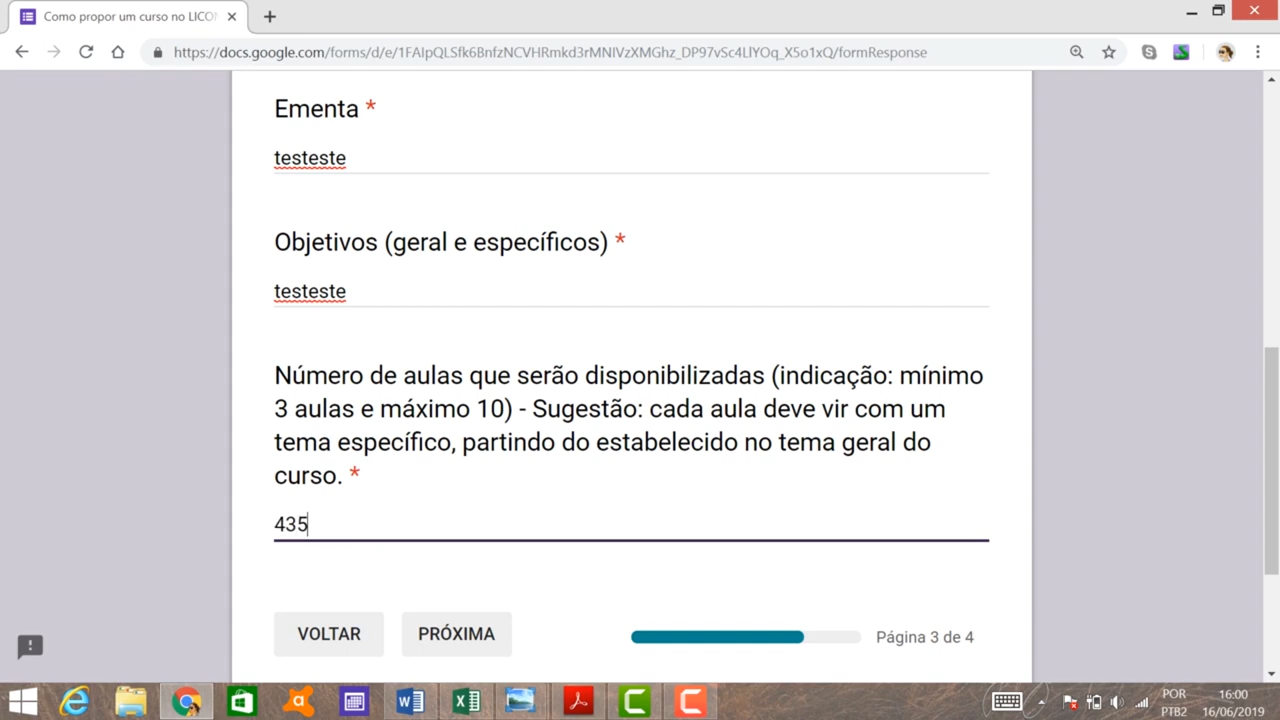 Como propor um curso no LICO
https://docs.google.com/forms/d/e/1FAIpQLSfk6BnfzNCVHRmkd3rMNIVzXMGhz_DP97vSc4LlYOq_X5o1xQ/formResponse
Ementa *
testeste
Objetivos (geral e específicos) *
testeste
Número de aulas que serão disponibilizadas (indicação: mínimo
3 aulas e máximo 10) - Sugestão: cada aula deve vir com um
tema específico, partindo do estabelecido no tema geral do
curso. *
435
VOLTAR
PRÓXIMA
Página 3 de 4
POR
PTB2
16:00
16/06/2019